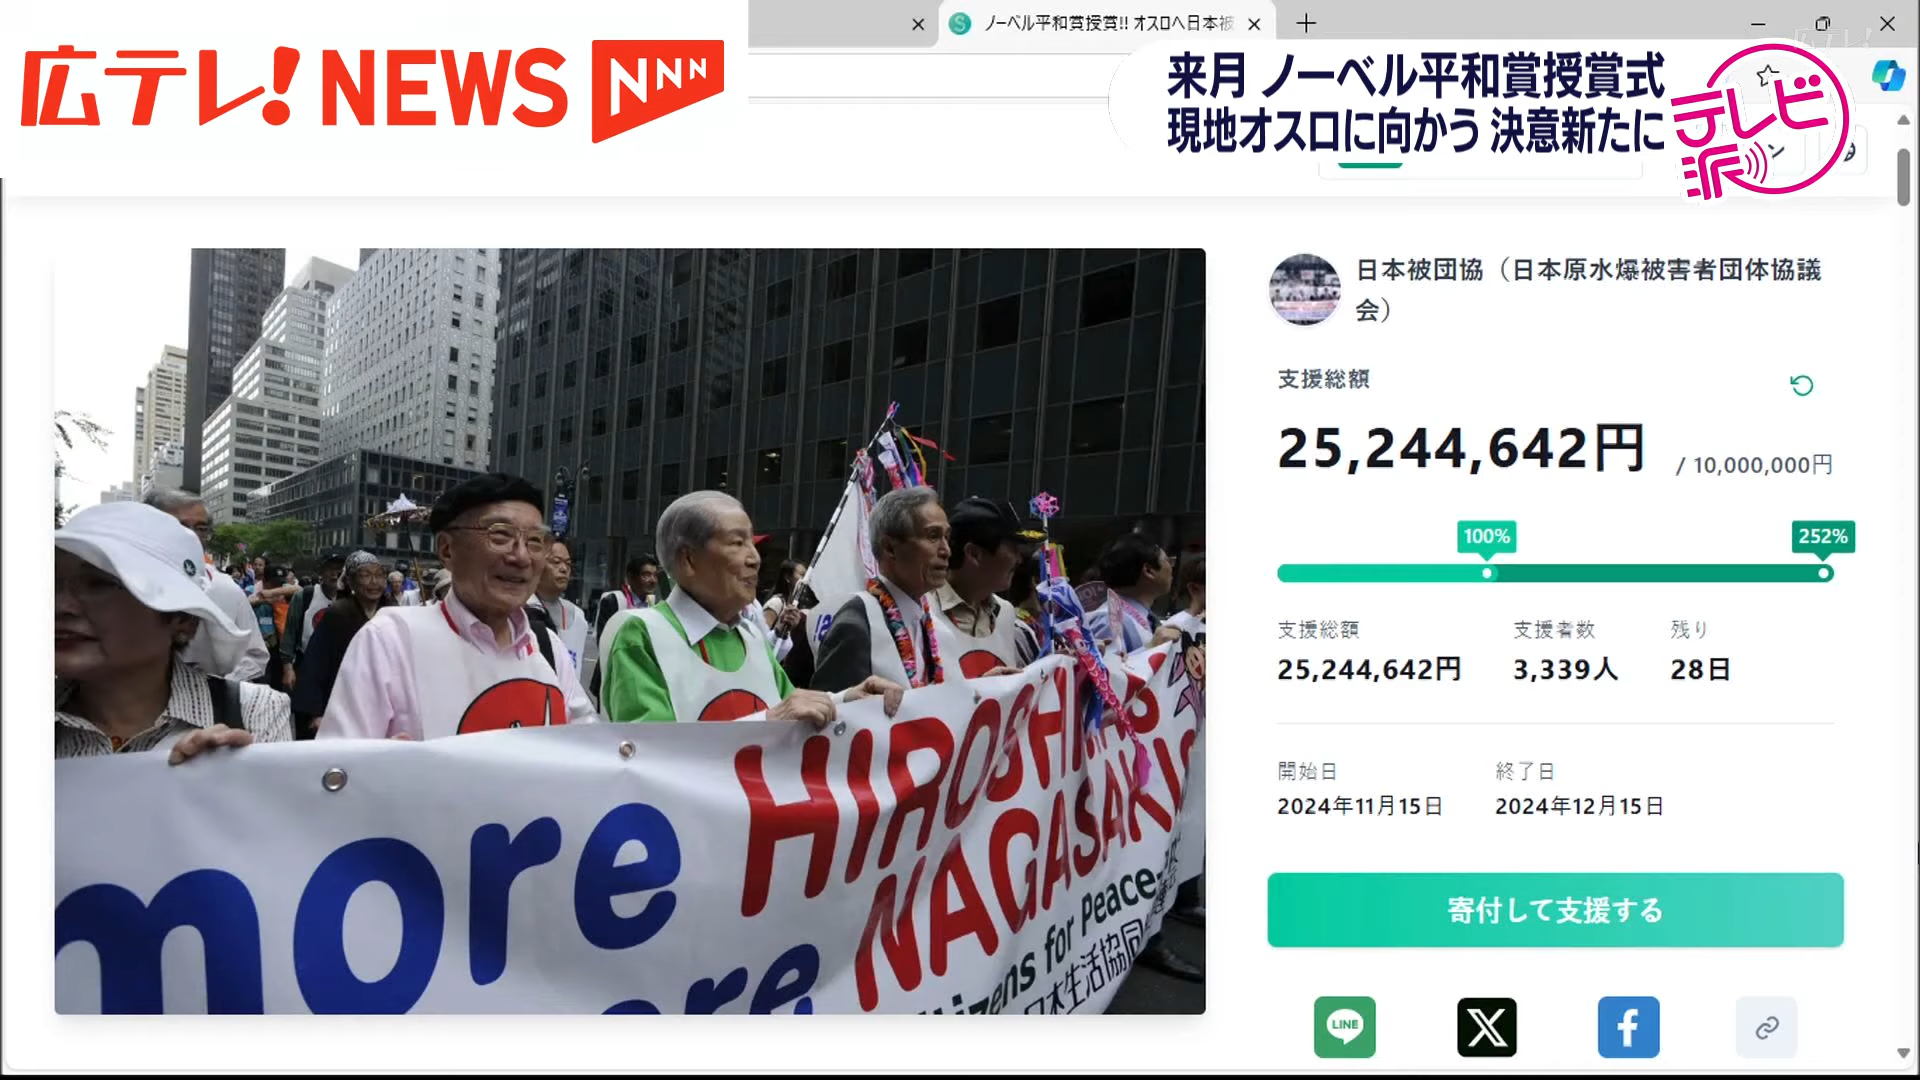 広テレ!NEWS NNN
ノーベル平和賞授賞!! オスロへ日本被
来月 ノーベル平和賞授賞式
現地オスロに向かう 決意新たに
テレビ派
日本被団協（日本原水爆被害者団体協議
会）
支援総額
25,244,642円 / 10,000,000円
100% 252%
支援総額 支援者数 残り
25,244,642円 3,339人 28日
開始日 終了日
2024年11月15日 2024年12月15日
寄付して支援する
LINE
more HIROSHIMAS
NAGASAKIS
for Peace